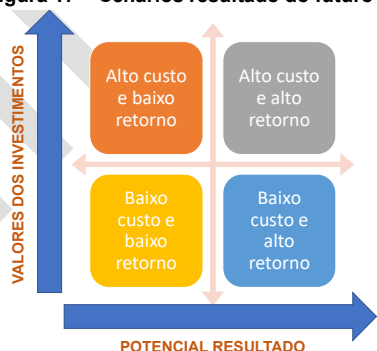 Alto custo
e baixo
retorno
Alto custo
e alto
retorno
Baixo
custo e
baixo
retorno
Baixo
custo e
alto
retorno
VALORES DOS INVESTIMENTOS
POTENCIAL RESULTADO